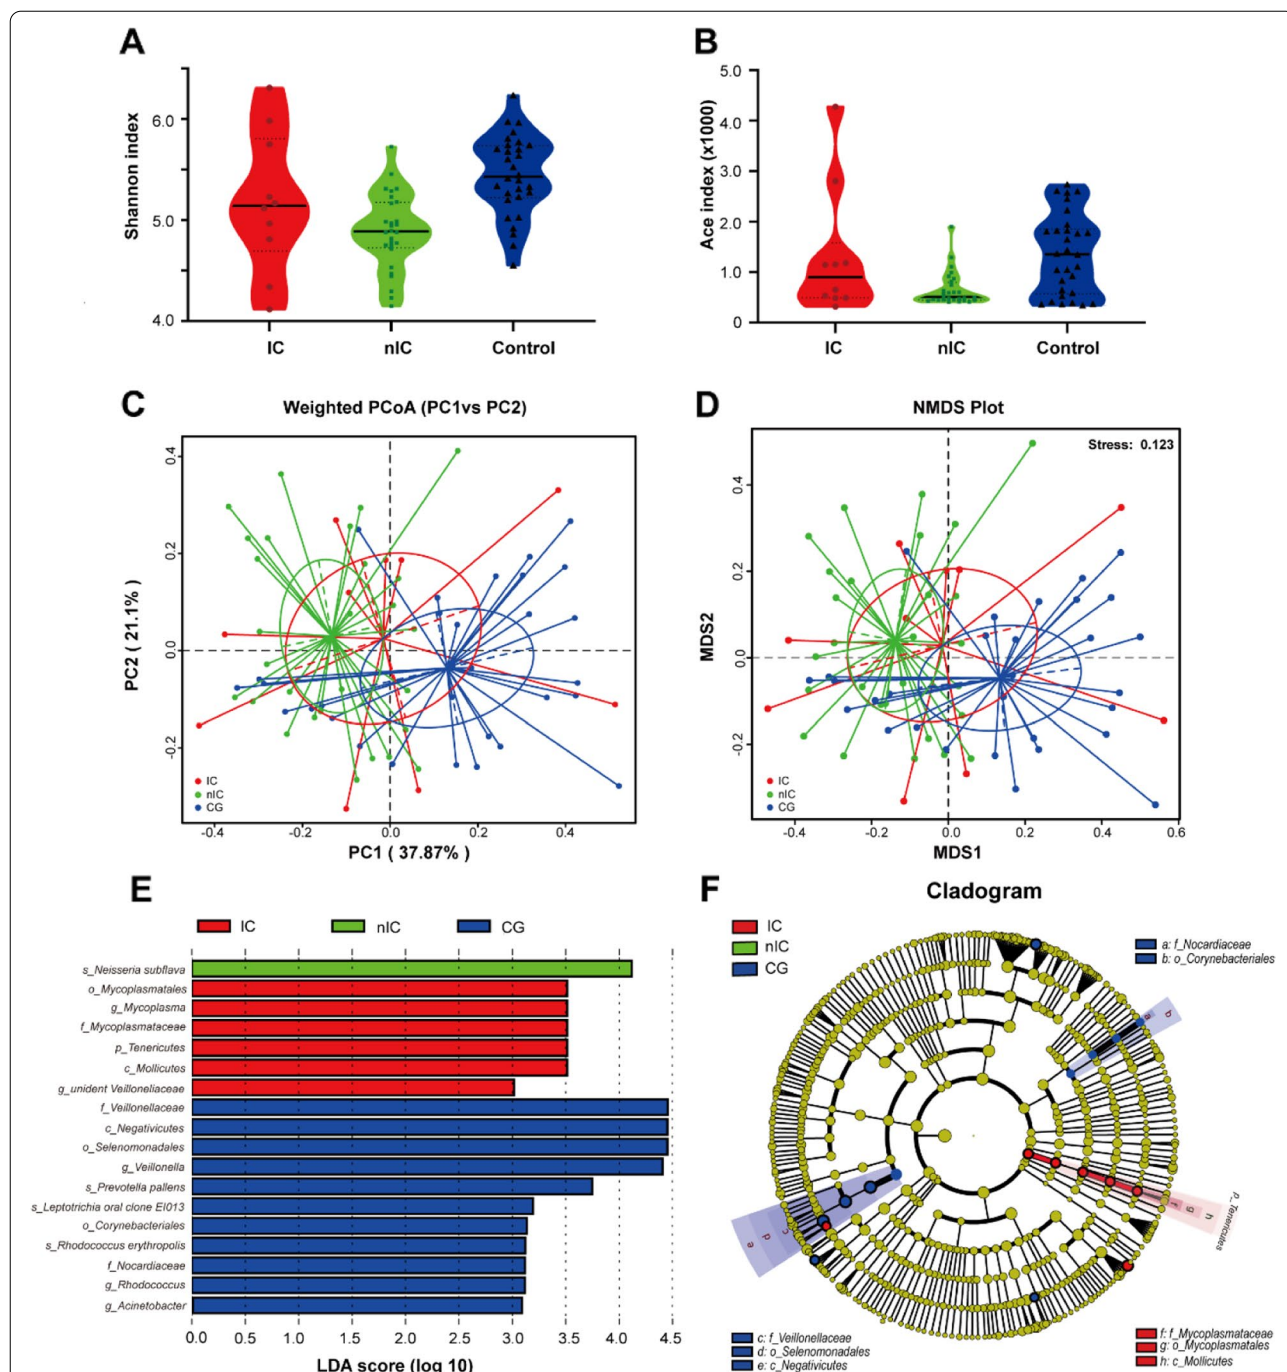 A
B
Shannon index
6.0
5.0
4.0
IC
nIC
Control
Ace index (x1000)
5.0
4.0
3.0
2.0
1.0
0
IC
nIC
Control
C
Weighted PCoA (PC1vs PC2)
PC2 ( 21.1% )
0.4
0.2
0.0
-0.2
IC
nIC
CG
-0.4
-0.2
0.0
0.2
0.4
PC1 ( 37.87% )
D
NMDS Plot
Stress: 0.123
MDS2
0.4
0.2
0.0
-0.2
IC
nIC
CG
-0.4
-0.2
0.0
0.2
0.4
0.6
MDS1
E
IC
nIC
CG
s_Neisseria subflava
o_Mycoplasmatales
g_Mycoplasma
f_Mycoplasmataceae
p_Tenericutes
c_Mollicutes
g_unident Veilloneliaceae
f_Veillonellaceae
c_Negativicutes
o_Selenomonadales
g_Veillonella
s_Prevotella pallens
s_Leptotrichia oral clone EI013
o_Corynebacteriales
s_Rhodococcus erythropolis
f_Nocardiaceae
g_Rhodococcus
g_Acinetobacter
0.0
0.5
1.0
1.5
2.0
2.5
3.0
3.5
4.0
4.5
LDA score (log 10)
F
Cladogram
IC
nIC
CG
a: f_Nocardiaceae
b: o_Corynebacteriales
a
b
p_Tenericutes
f
g
h
c
d
e
c: f_Veillonellaceae
d: o_Selenomonadales
e: c_Negativicutes
f: f_Mycoplasmataceae
g: o_Mycoplasmatales
h: c_Mollicutes